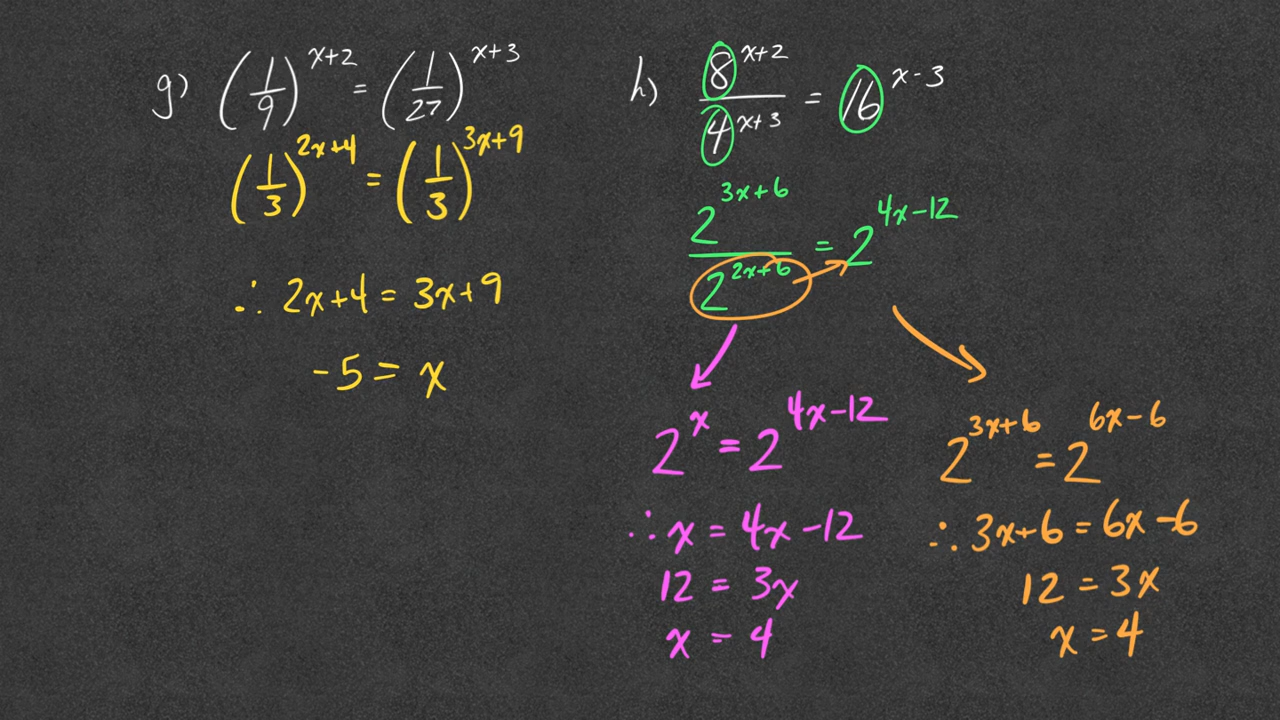 g) (1/9)^(x+2) = (1/27)^(x+3)
(1/3)^(2x+4) = (1/3)^(3x+9)
∴ 2x+4 = 3x+9
-5 = x
h) 8^(x+2) / 4^(x+3) = 16^(x-3)
2^(3x+6) / 2^(2x+6) = 2^(4x-12)
2^x = 2^(4x-12)
∴ x = 4x-12
12 = 3x
x = 4
2^(3x+6) = 2^(6x-6)
∴ 3x+6 = 6x-6
12 = 3x
x = 4